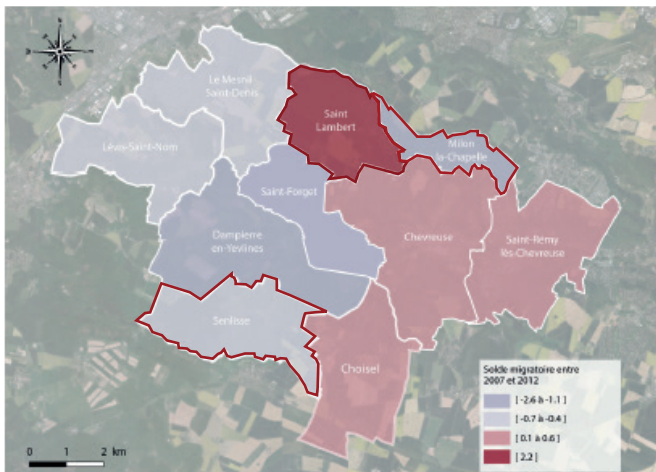 Le Mesnil
Saint-Denis
Saint
Lambert
Lévis-Saint-Nom
Milon
la-Chapelle
Saint-Forget
Dampierre
en-Yvelines
Chevreuse
Saint-Rémy
lès-Chevreuse
Senlisse
Choisel
Solde migratoire entre
2007 et 2012
[ -2.6 à -1.1 ]
[ -0.7 à -0.4 ]
[ 0.1 à 0.6 ]
[ 2.2 ]
0 1 2 km